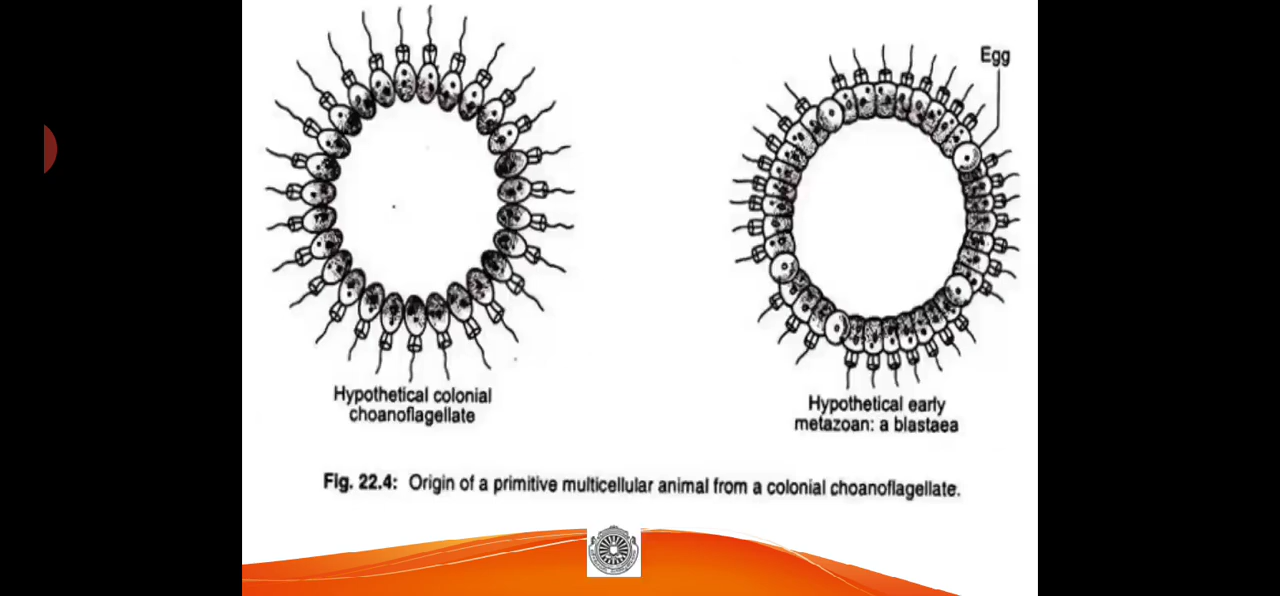 Egg
Hypothetical colonial
choanoflagellate
Hypothetical early
metazoan: a blastaea
Fig. 22.4: Origin of a primitive multicellular animal from a colonial choanoflagellate.